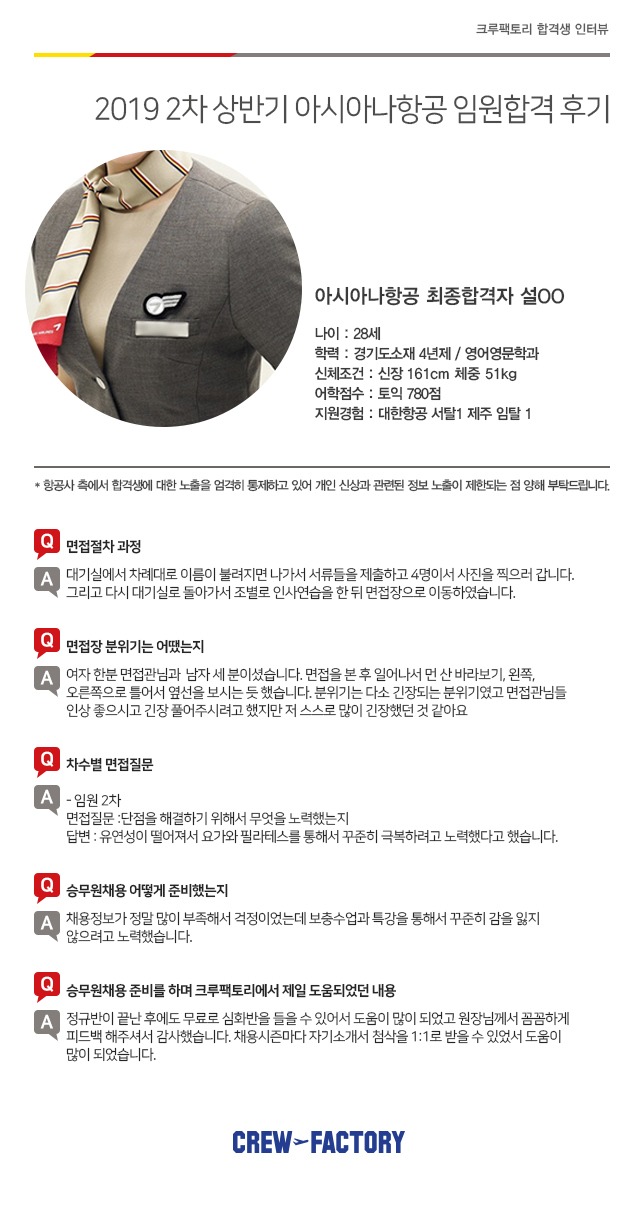 크루팩토리 합격생 인터뷰
2019 2차 상반기 아시아나항공 임원합격 후기
아시아나항공 최종합격자 설OO
나이 : 28세
학력 : 경기도소재 4년제 / 영어영문학과
신체조건 : 신장 161cm 체중 51kg
어학점수 : 토익 780점
지원경험 : 대한항공 서탈1 제주 임탈 1
* 항공사 측에서 합격생에 대한 노출을 엄격히 통제하고 있어 개인 신상과 관련된 정보 노출이 제한되는 점 양해 부탁드립니다.
Q 면접절차 과정
A 대기실에서 차례대로 이름이 불려지면 나가서 서류들을 제출하고 4명이서 사진을 찍으러 갑니다.
그리고 다시 대기실로 돌아가서 조별로 인사연습을 한 뒤 면접장으로 이동하였습니다.
Q 면접장 분위기는 어땠는지
A 여자 한분 면접관님과 남자 세 분이셨습니다. 면접을 본 후 일어나서 먼 산 바라보기, 왼쪽,
오른쪽으로 틀어서 옆선을 보시는 듯 했습니다. 분위기는 다소 긴장되는 분위기였고 면접관님들
인상 좋으시고 긴장 풀어주시려고 했지만 저 스스로 많이 긴장했던 것 같아요
Q 차수별 면접질문
A - 임원 2차
면접질문 :단점을 해결하기 위해서 무엇을 노력했는지
답변 : 유연성이 떨어져서 요가와 필라테스를 통해서 꾸준히 극복하려고 노력했다고 했습니다.
Q 승무원채용 어떻게 준비했는지
A 채용정보가 정말 많이 부족해서 걱정이었는데 보충수업과 특강을 통해서 꾸준히 감을 잃지
않으려고 노력했습니다.
Q 승무원채용 준비를 하며 크루팩토리에서 제일 도움되었던 내용
A 정규반이 끝난 후에도 무료로 심화반을 들을 수 있어서 도움이 많이 되었고 원장님께서 꼼꼼하게
피드백 해주셔서 감사했습니다. 채용시즌마다 자기소개서 첨삭을 1:1로 받을 수 있었서 도움이
많이 되었습니다.
CREW FACTORY